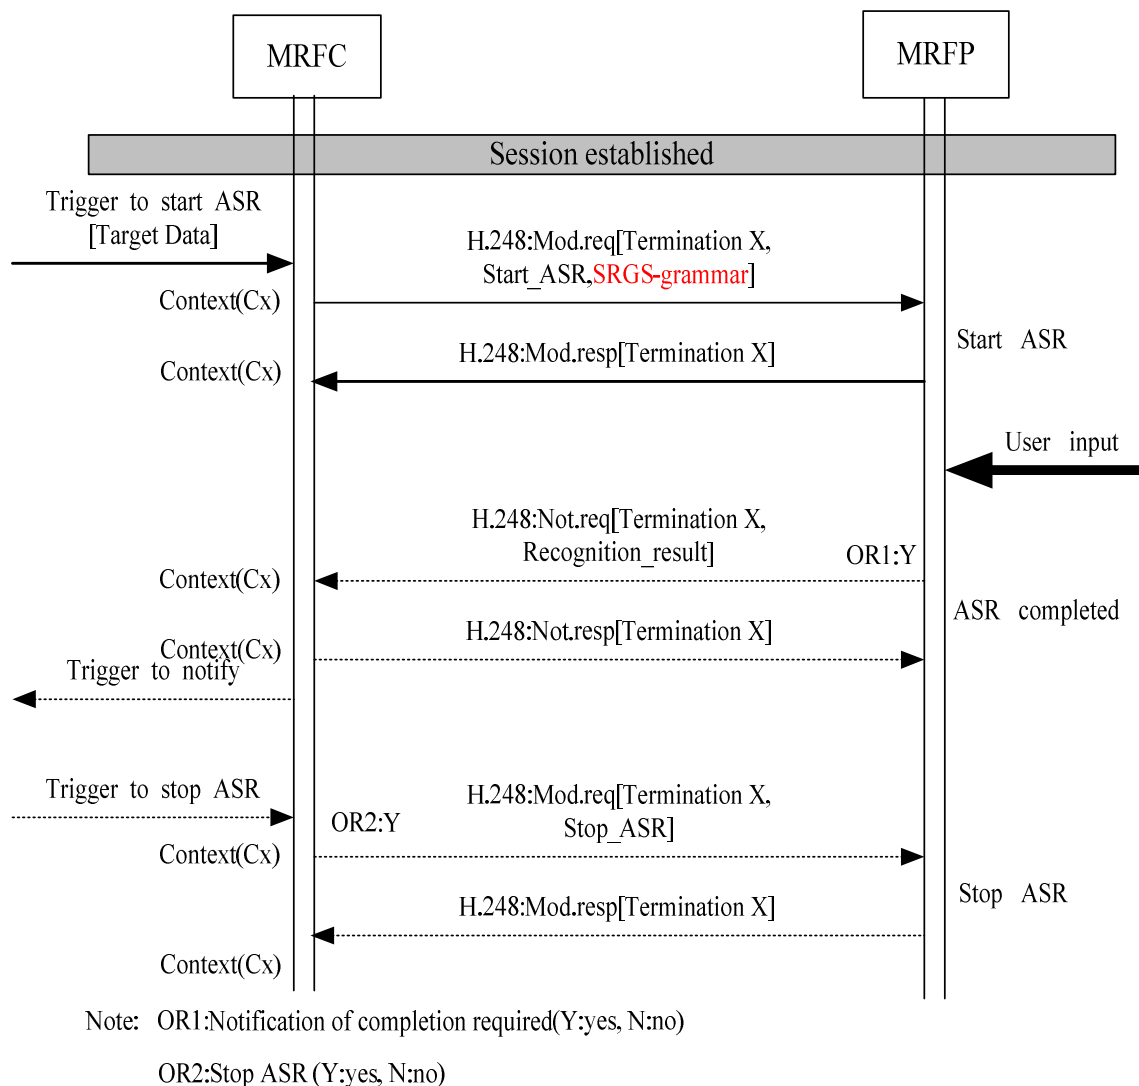 MRFC
MRFP
Session established
Trigger to start ASR
[Target Data]
H.248:Mod.req[Termination X,
Start_ASR,SRGS-grammar]
Context(Cx)
Start ASR
H.248:Mod.resp[Termination X]
Context(Cx)
User input
H.248:Not.req[Termination X,
Recognition_result]
OR1:Y
Context(Cx)
ASR completed
H.248:Not.resp[Termination X]
Context(Cx)
Trigger to notify
Trigger to stop ASR
H.248:Mod.req[Termination X,
Stop_ASR]
OR2:Y
Context(Cx)
Stop ASR
H.248:Mod.resp[Termination X]
Context(Cx)
Note: OR1:Notification of completion required(Y:yes, N:no)
OR2:Stop ASR (Y:yes, N:no)